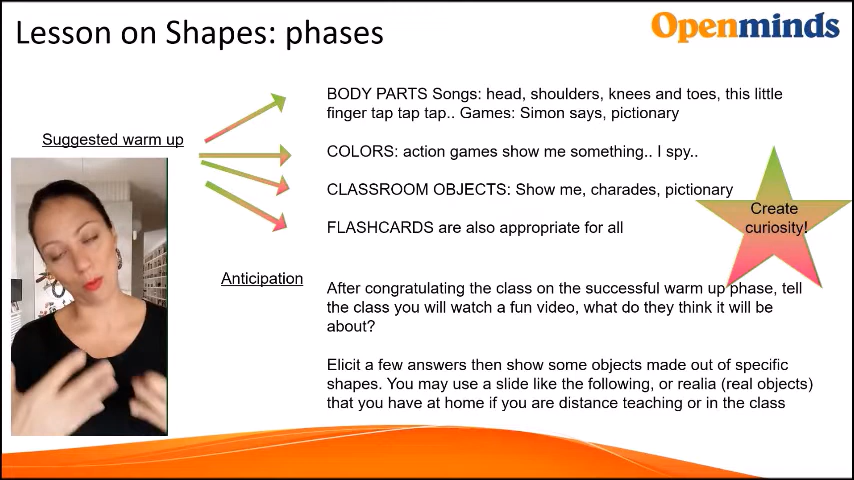 Lesson on Shapes: phases
Openminds
BODY PARTS Songs: head, shoulders, knees and toes, this little
finger tap tap tap.. Games: Simon says, pictionary
Suggested warm up
COLORS: action games show me something.. I spy..
CLASSROOM OBJECTS: Show me, charades, pictionary
Create
curiosity!
FLASHCARDS are also appropriate for all
Anticipation
After congratulating the class on the successful warm up phase, tell
the class you will watch a fun video, what do they think it will be
about?
Elicit a few answers then show some objects made out of specific
shapes. You may use a slide like the following, or realia (real objects)
that you have at home if you are distance teaching or in the class